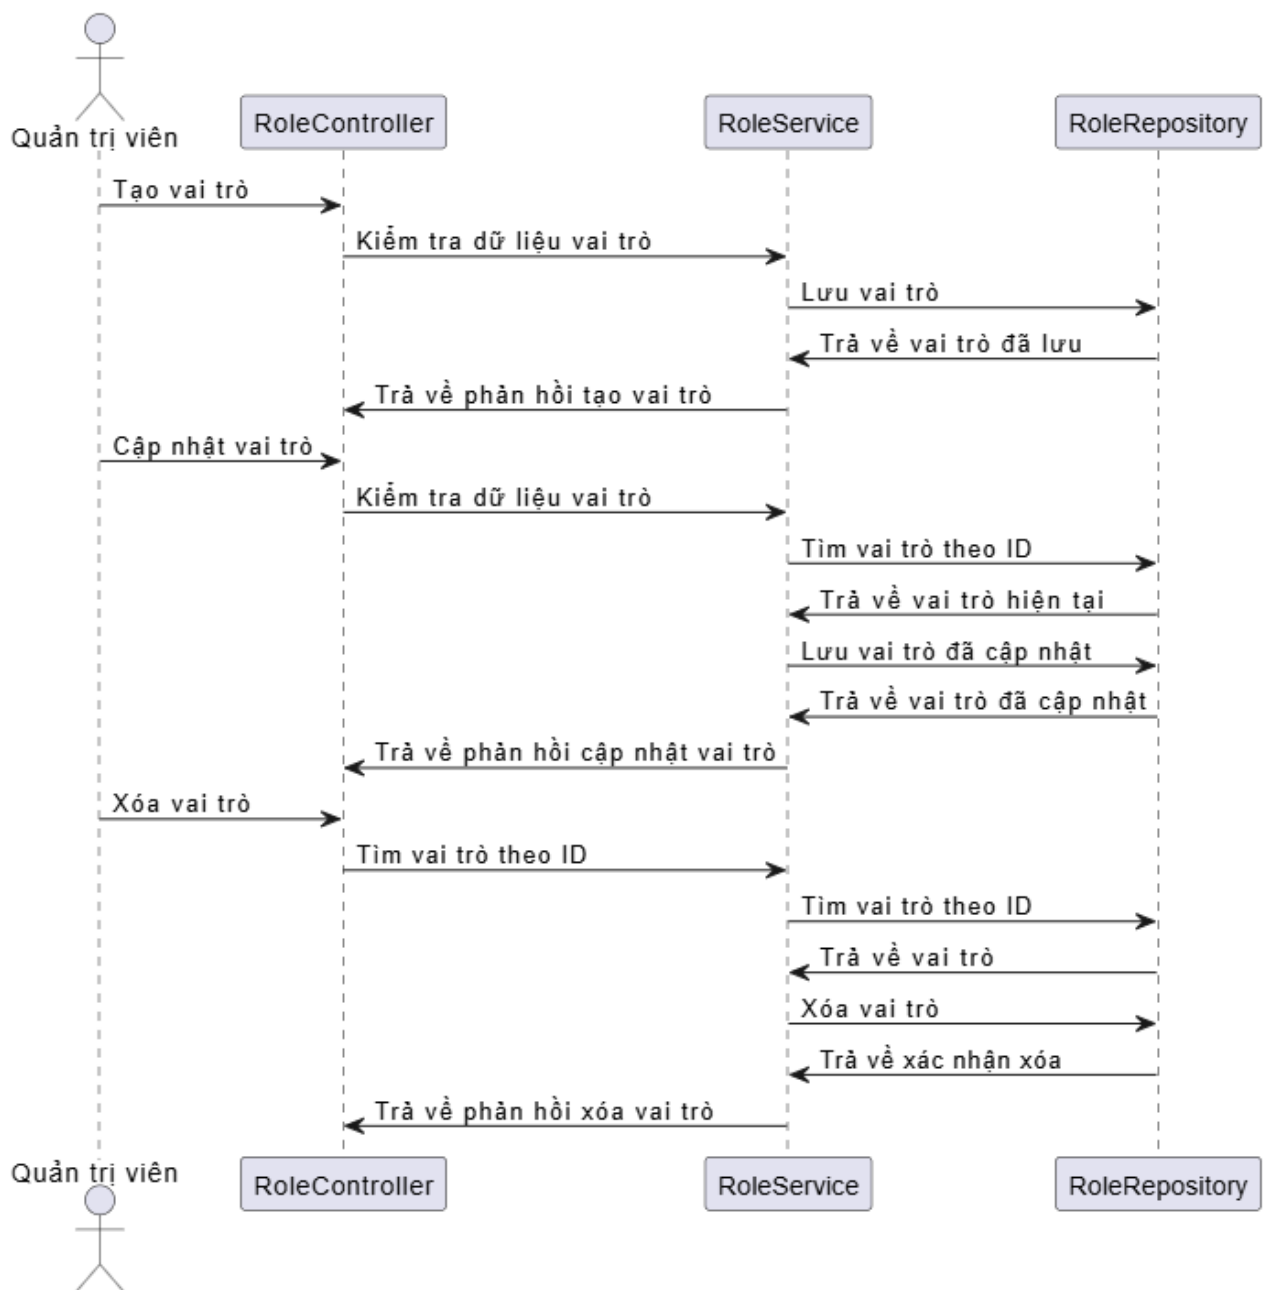 Quản trị viên
RoleController
RoleService
RoleRepository
Tạo vai trò
Kiểm tra dữ liệu vai trò
Lưu vai trò
Trả về vai trò đã lưu
Trả về phản hồi tạo vai trò
Cập nhật vai trò
Kiểm tra dữ liệu vai trò
Tìm vai trò theo ID
Trả về vai trò hiện tại
Lưu vai trò đã cập nhật
Trả về vai trò đã cập nhật
Trả về phản hồi cập nhật vai trò
Xóa vai trò
Tìm vai trò theo ID
Tìm vai trò theo ID
Trả về vai trò
Xóa vai trò
Trả về xác nhận xóa
Trả về phản hồi xóa vai trò
Quản trị viên
RoleController
RoleService
RoleRepository